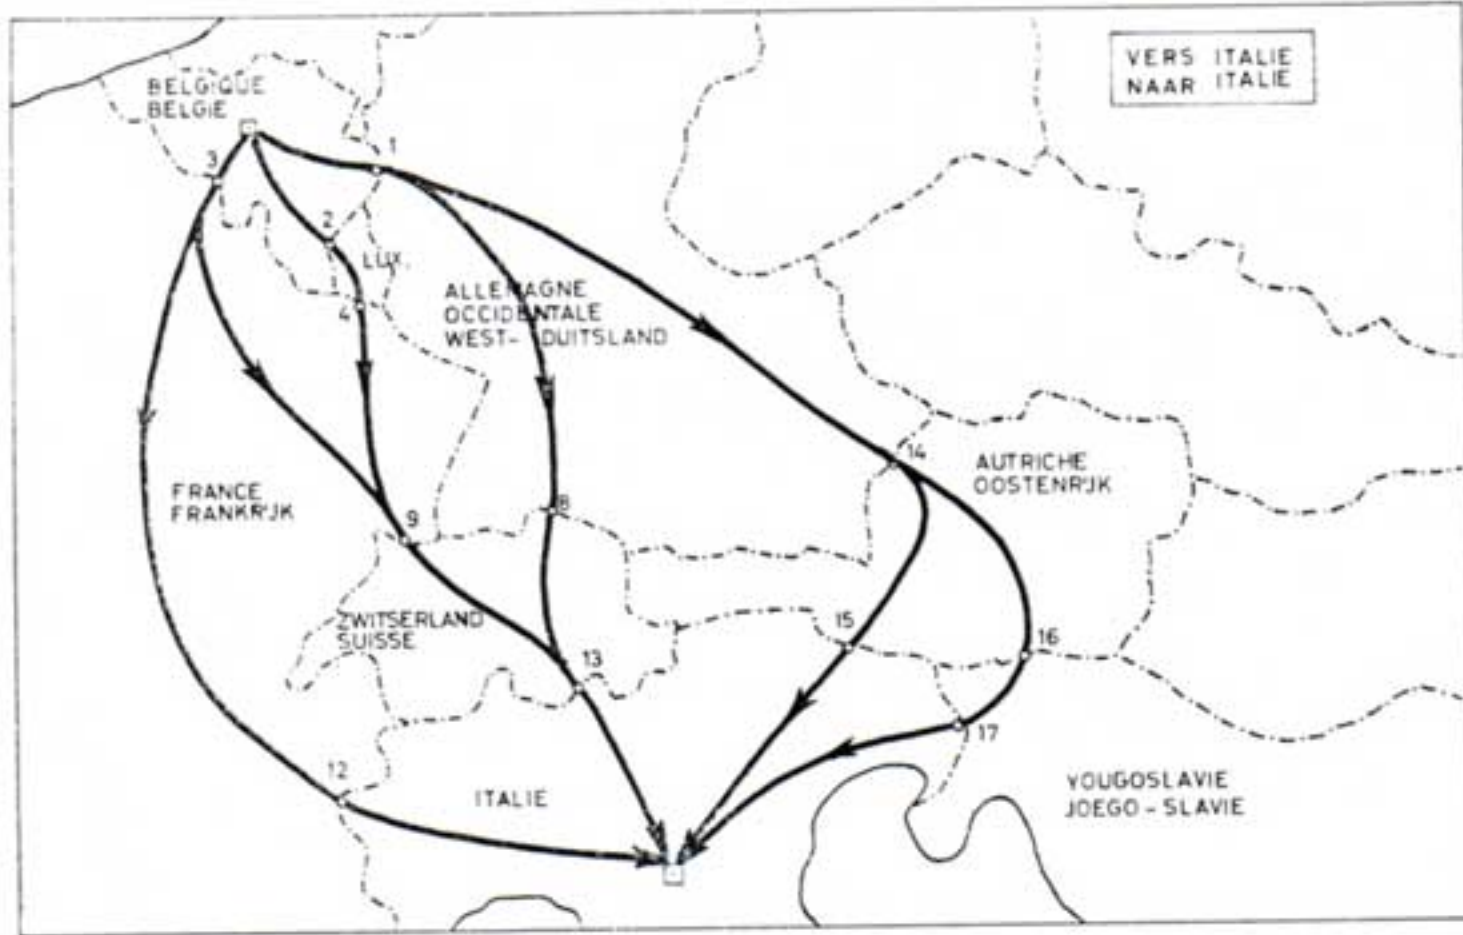 VERS ITALIE
NAAR ITALIE
BELGIQUE
BELGIE
3
1
2
LUX.
4
ALLEMAGNE
OCCIDENTALE
WEST- DUITSLAND
14
AUTRICHE
OOSTENRIJK
FRANCE
FRANKRIJK
9
8
ZWITSERLAND
SUISSE
13
15
16
17
12
ITALIE
YOUGOSLAVIE
JOEGO - SLAVIE